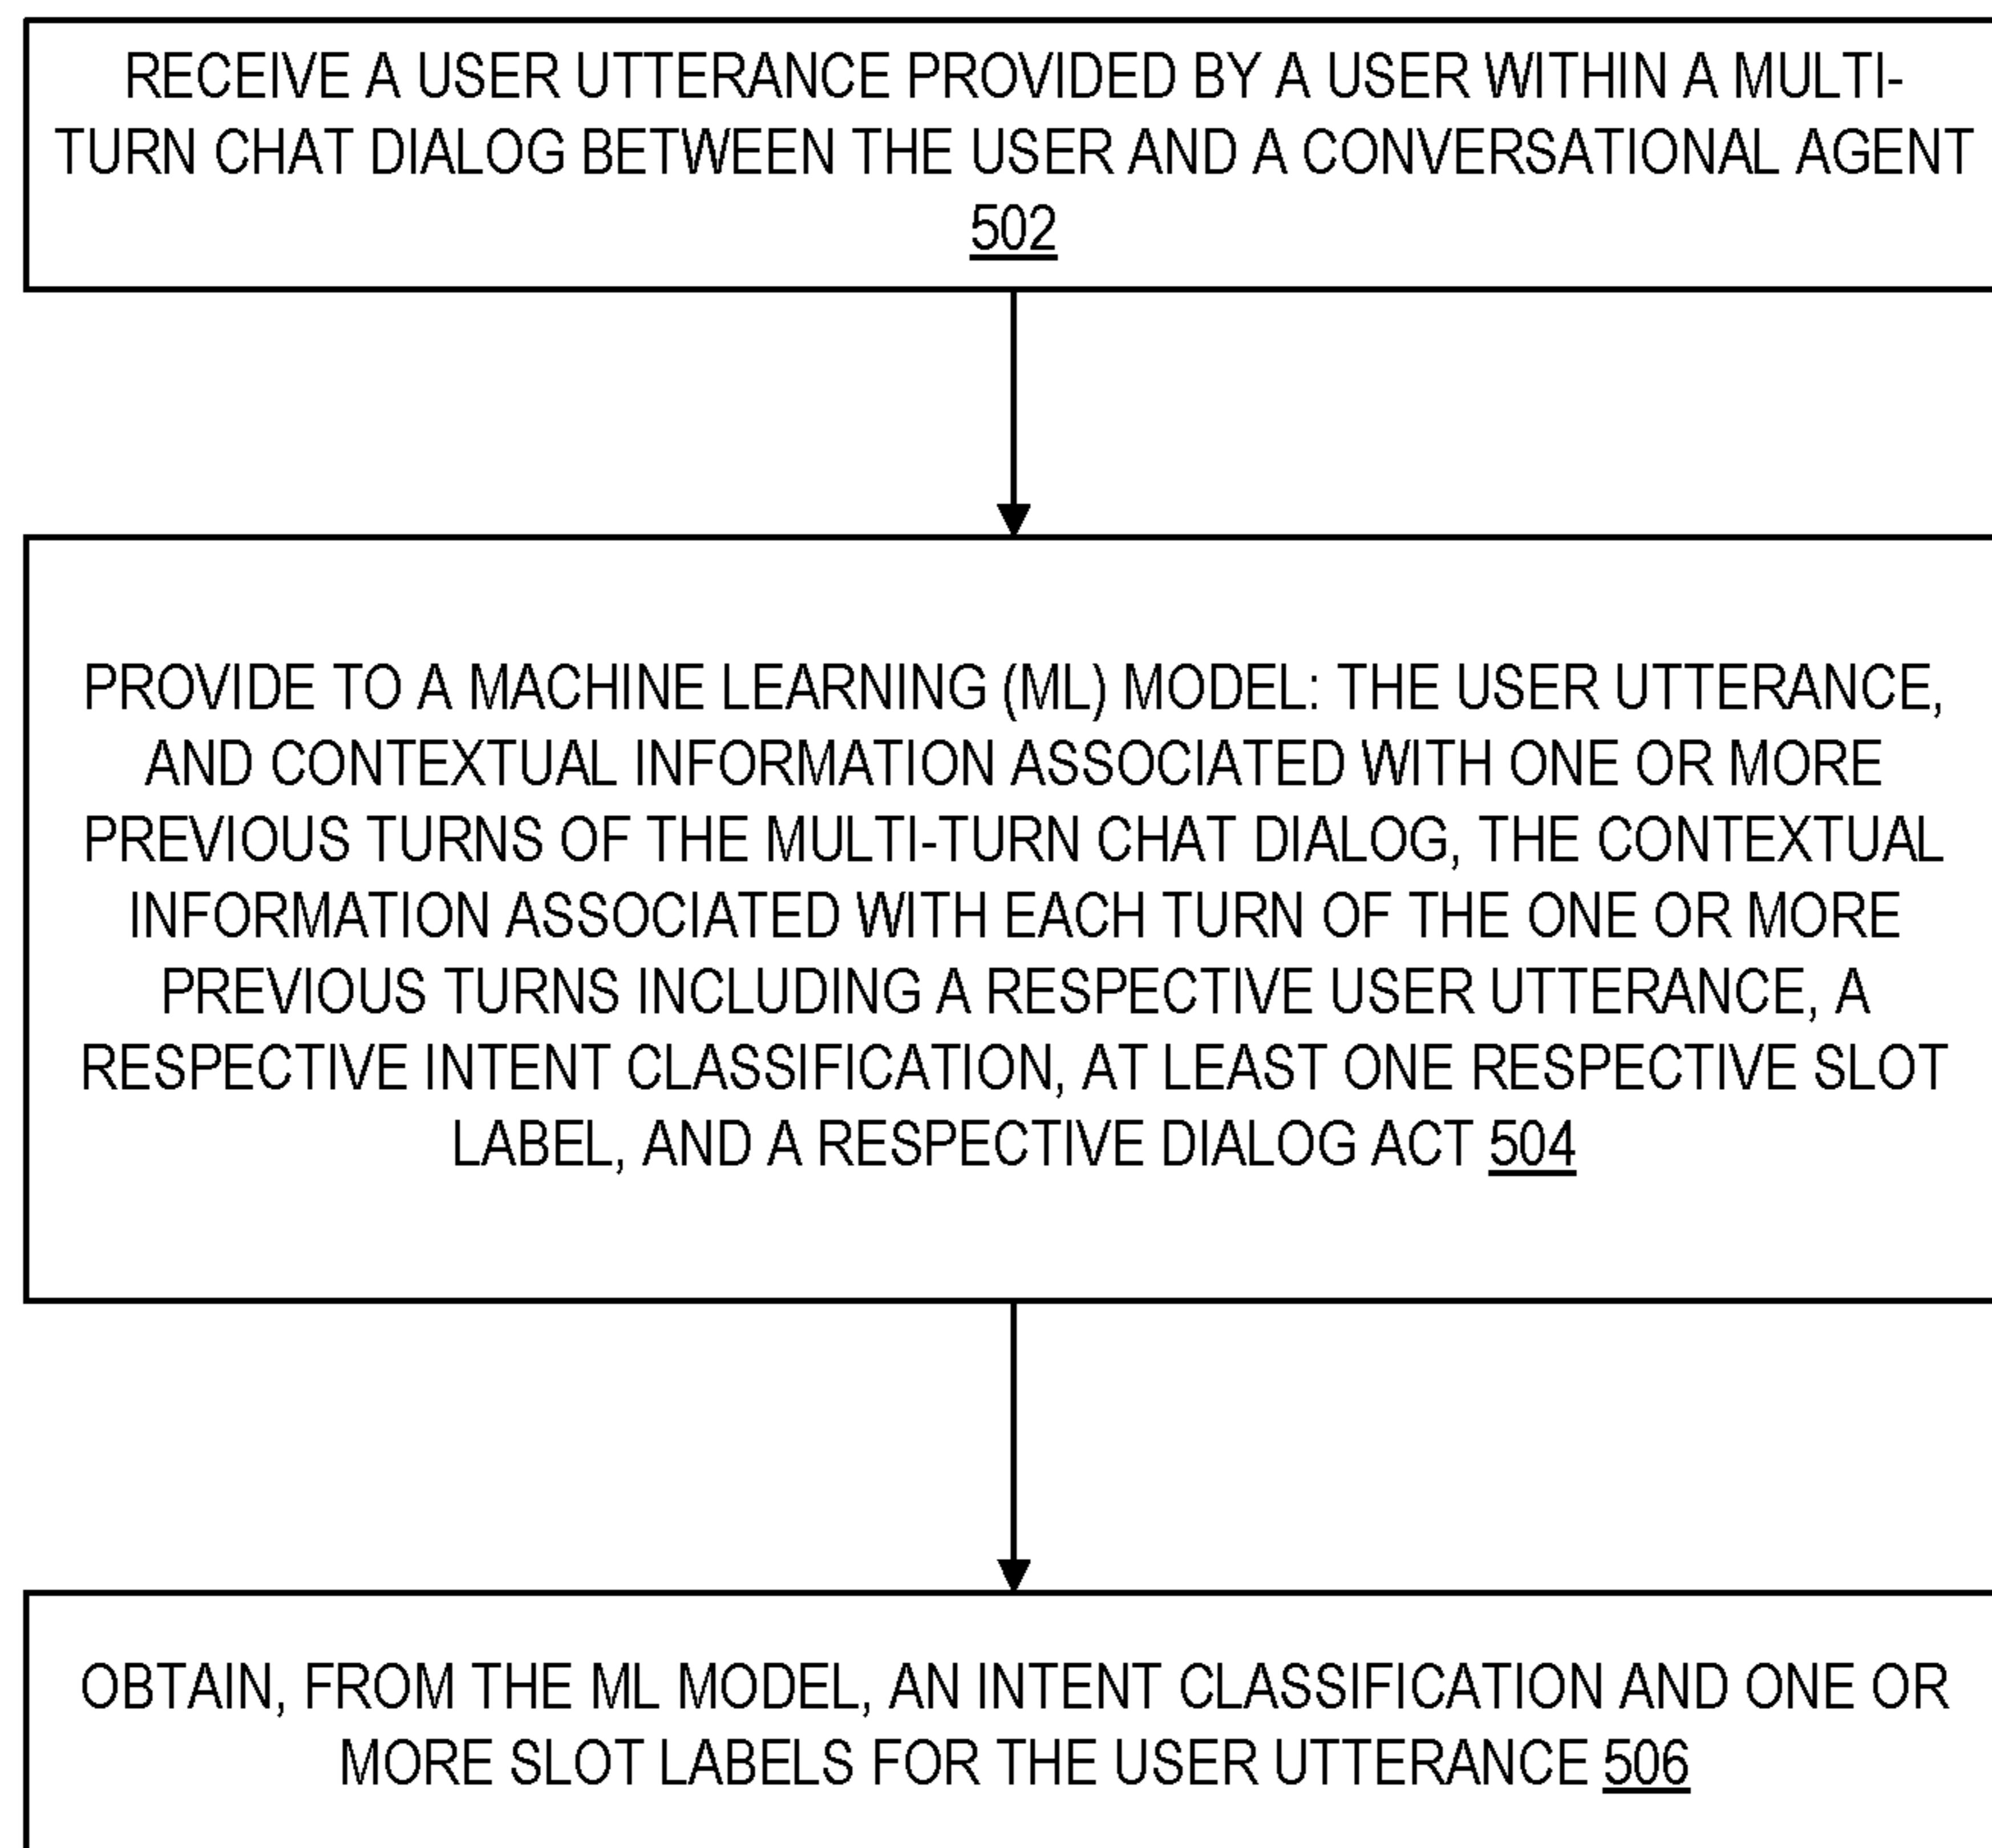 RECEIVE A USER UTTERANCE PROVIDED BY A USER WITHIN A MULTI-
TURN CHAT DIALOG BETWEEN THE USER AND A CONVERSATIONAL AGENT
502
PROVIDE TO A MACHINE LEARNING (ML) MODEL: THE USER UTTERANCE,
AND CONTEXTUAL INFORMATION ASSOCIATED WITH ONE OR MORE
PREVIOUS TURNS OF THE MULTI-TURN CHAT DIALOG, THE CONTEXTUAL
INFORMATION ASSOCIATED WITH EACH TURN OF THE ONE OR MORE
PREVIOUS TURNS INCLUDING A RESPECTIVE USER UTTERANCE, A
RESPECTIVE INTENT CLASSIFICATION, AT LEAST ONE RESPECTIVE SLOT
LABEL, AND A RESPECTIVE DIALOG ACT 504
OBTAIN, FROM THE ML MODEL, AN INTENT CLASSIFICATION AND ONE OR
MORE SLOT LABELS FOR THE USER UTTERANCE 506